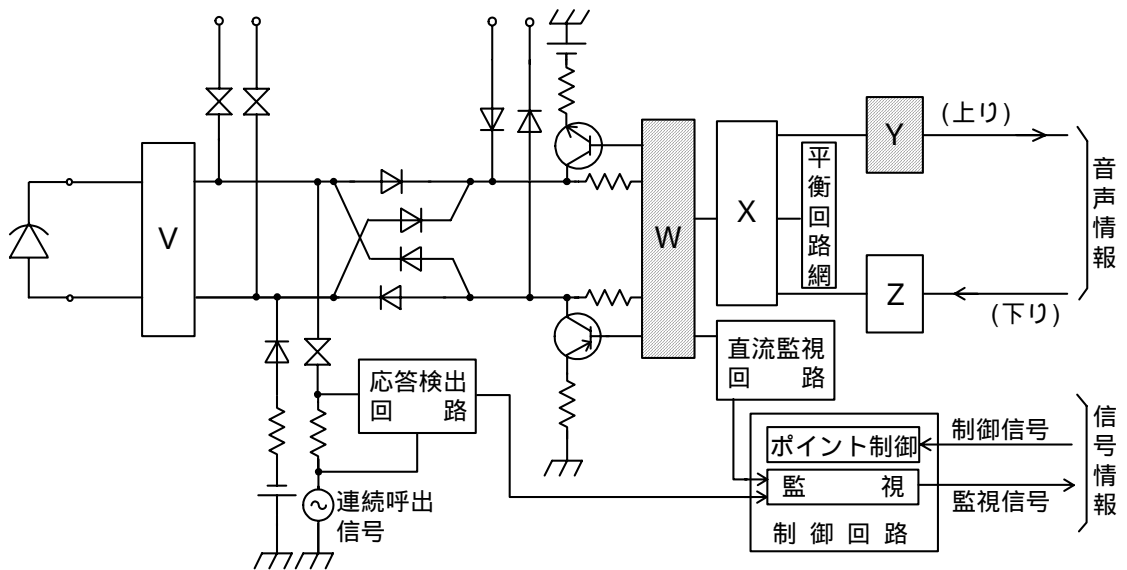 V
W
X
平衡回路網
Y
(上り)
Z
(下り)
音声情報
直流監視
回 路
応答検出
回 路
連続呼出
信号
ポイント制御
監 視
制 御 回 路
制御信号
監視信号
信号情報